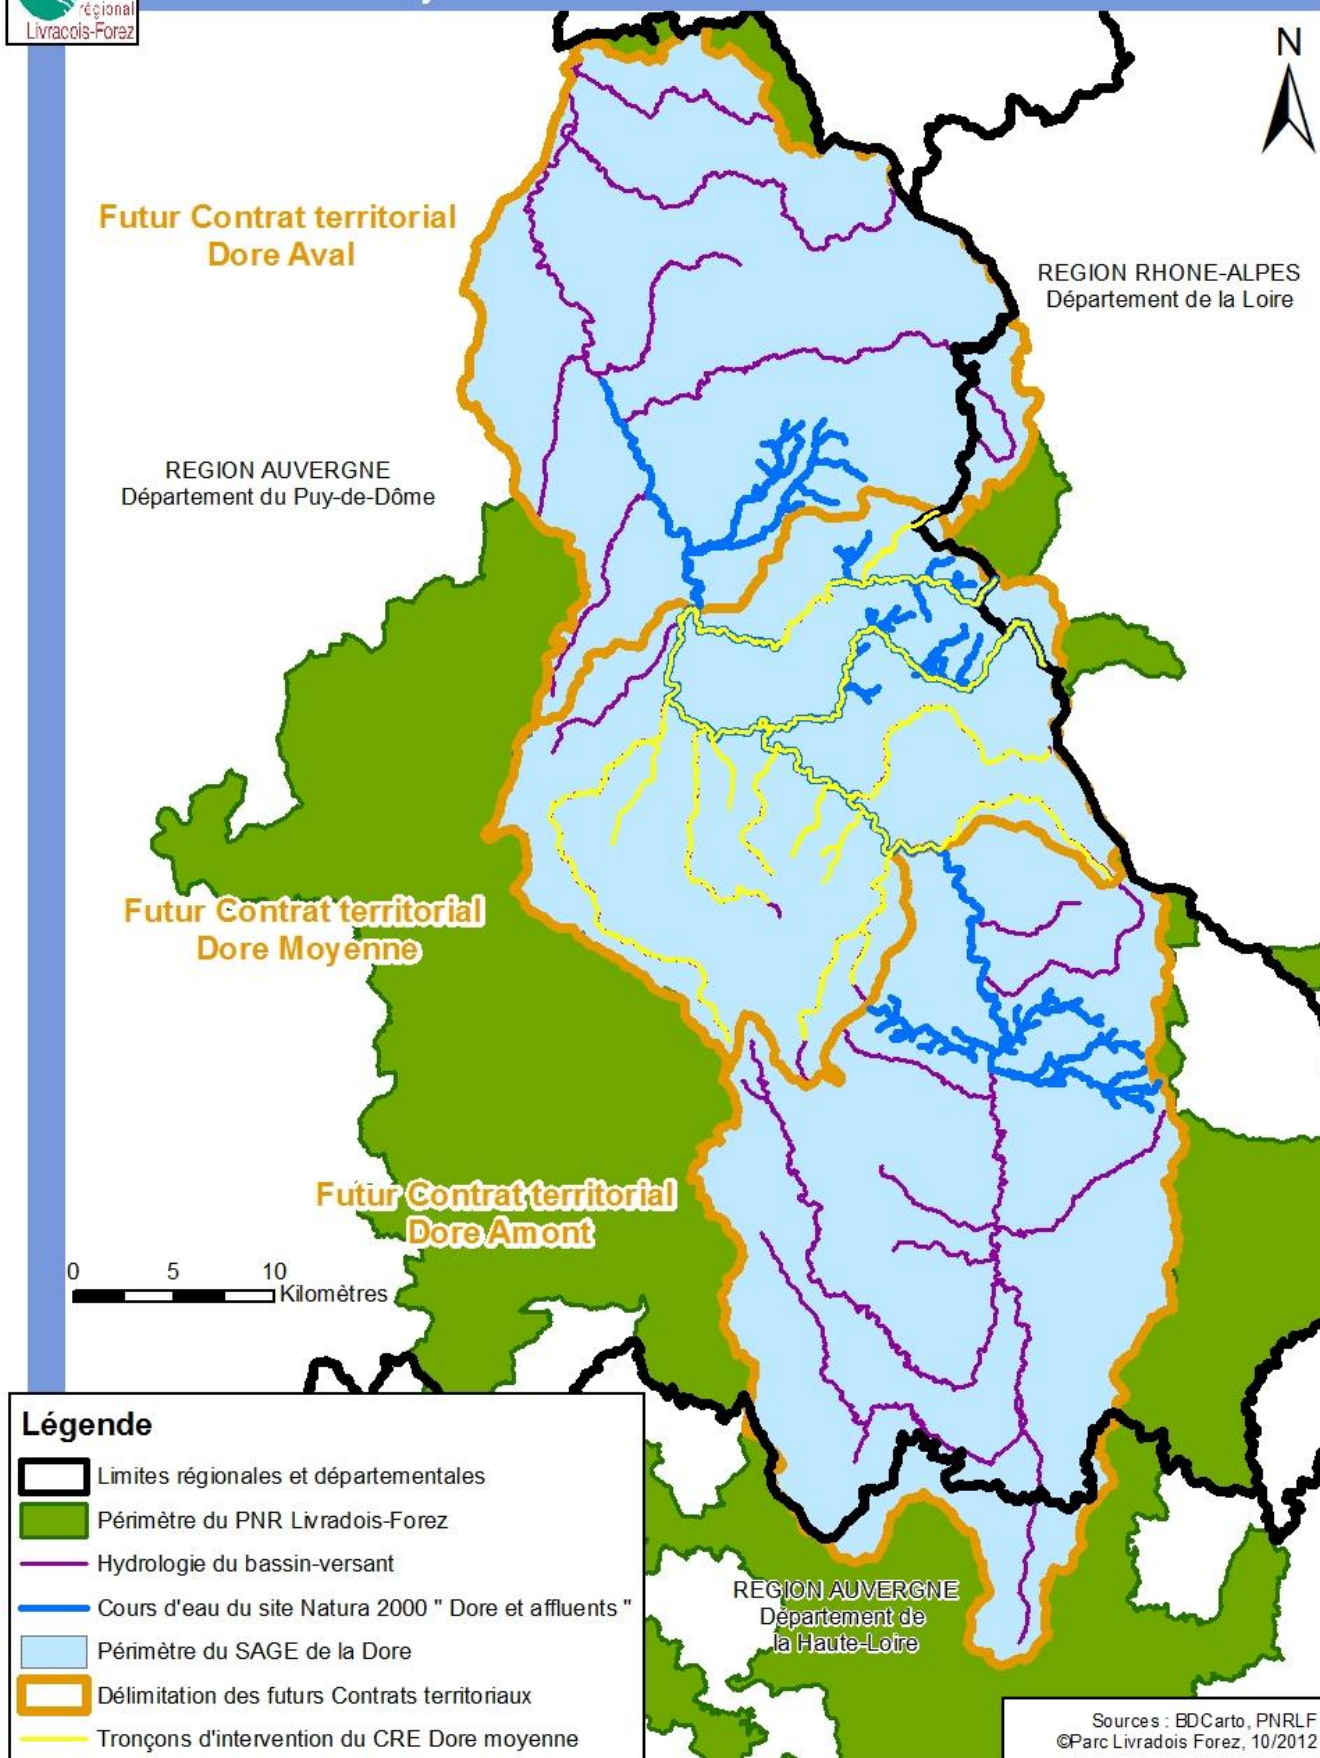 régional
Livradois-Forez
N
Futur Contrat territorial
Dore Aval
REGION RHONE-ALPES
Département de la Loire
REGION AUVERGNE
Département du Puy-de-Dôme
Futur Contrat territorial
Dore Moyenne
Futur Contrat territorial
Dore Amont
0 5 10
Kilomètres
Légende
Limites régionales et départementales
Périmètre du PNR Livradois-Forez
Hydrologie du bassin-versant
Cours d'eau du site Natura 2000 " Dore et affluents "
Périmètre du SAGE de la Dore
Délimitation des futurs Contrats territoriaux
Tronçons d'intervention du CRE Dore moyenne
REGION AUVERGNE
Département de
la Haute-Loire
Sources : BDCarto, PNRLF
©Parc Livradois Forez, 10/2012